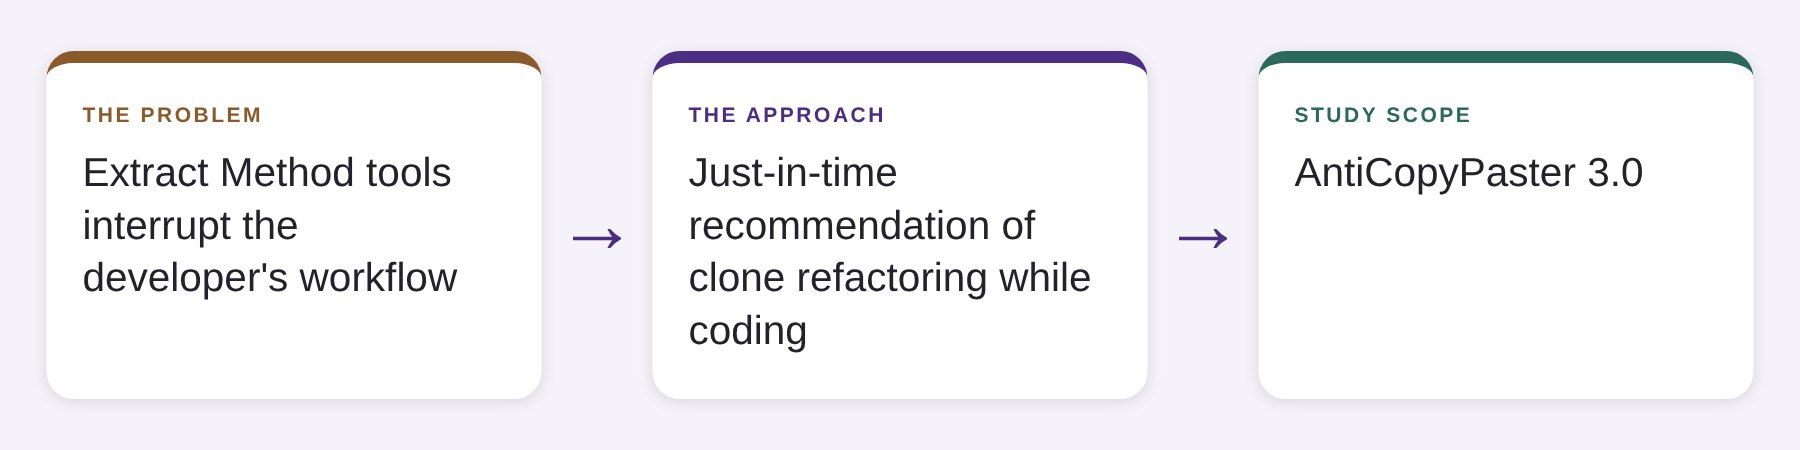 THE PROBLEM
Extract Method tools
interrupt the
developer's workflow
→
THE APPROACH
Just-in-time
recommendation of
clone refactoring while
coding
→
STUDY SCOPE
AntiCopyPaster 3.0